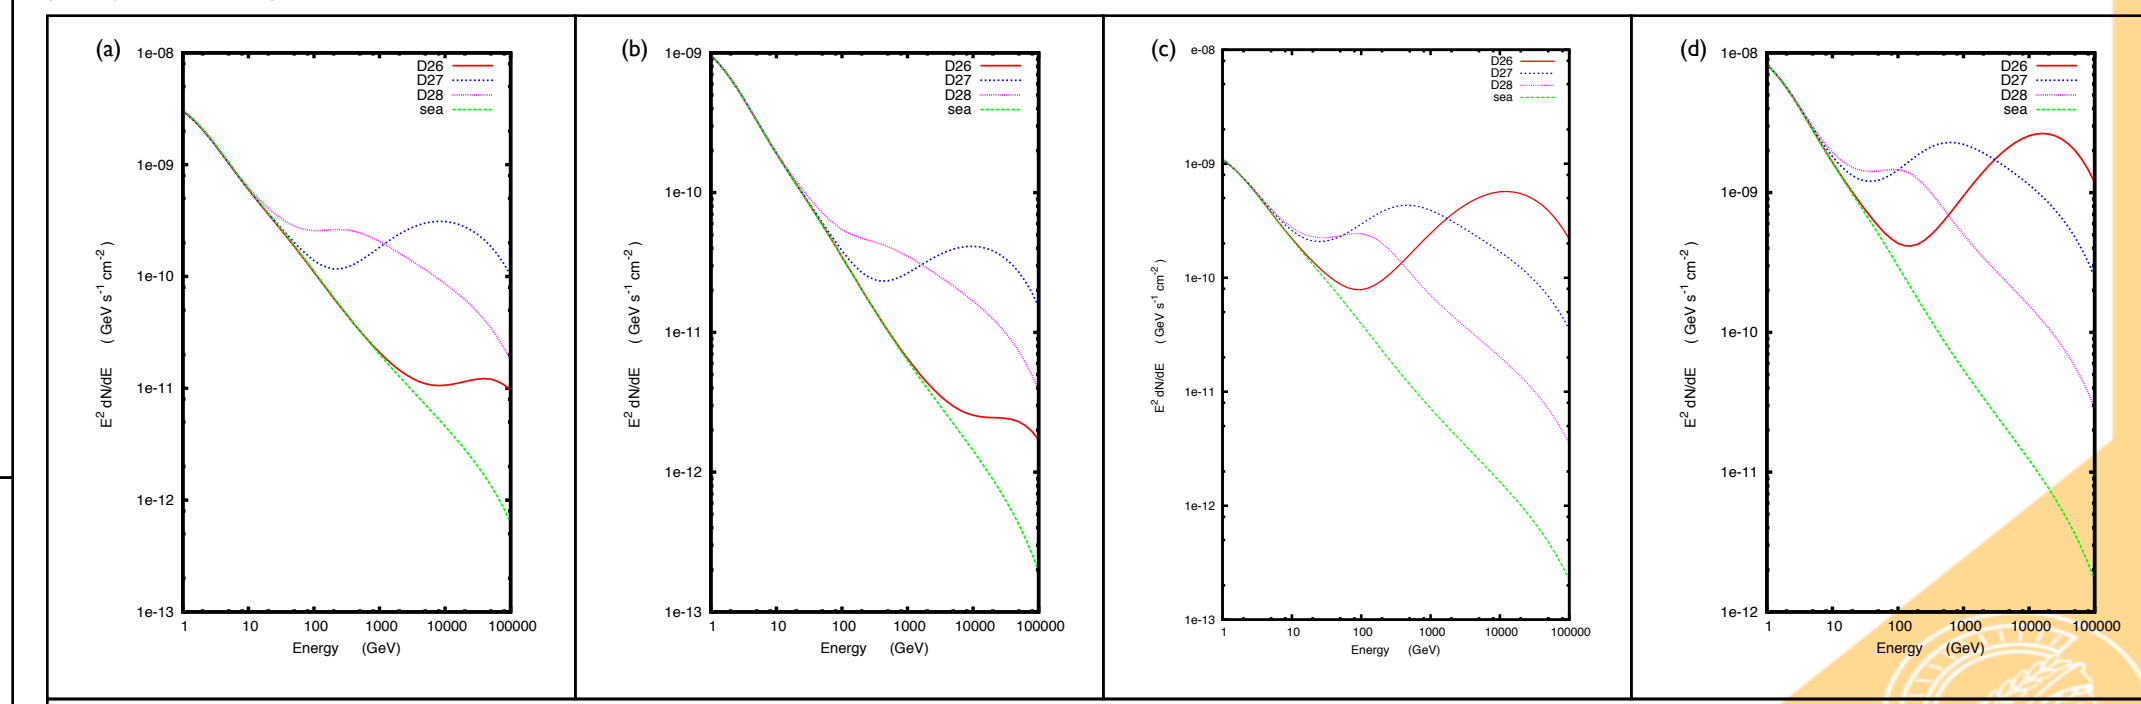 (a)
1e-08
1e-09
1e-10
1e-11
1e-12
1e-13
E² dN/dE ( GeV s⁻¹ cm⁻² )
D26
D27
D28
sea
1 10 100 1000 10000 100000
Energy (GeV)
(b)
1e-09
1e-10
1e-11
1e-12
1e-13
E² dN/dE ( GeV s⁻¹ cm⁻² )
D26
D27
D28
sea
1 10 100 1000 10000 100000
Energy (GeV)
(c)
e-08
1e-09
1e-10
1e-11
1e-12
1e-13
E² dN/dE ( GeV s⁻¹ cm⁻² )
D26
D27
D28
sea
1 10 100 1000 10000 100000
Energy (GeV)
(d)
1e-08
1e-09
1e-10
1e-11
1e-12
E² dN/dE ( GeV s⁻¹ cm⁻² )
D26
D27
D28
sea
1 10 100 1000 10000 100000
Energy (GeV)